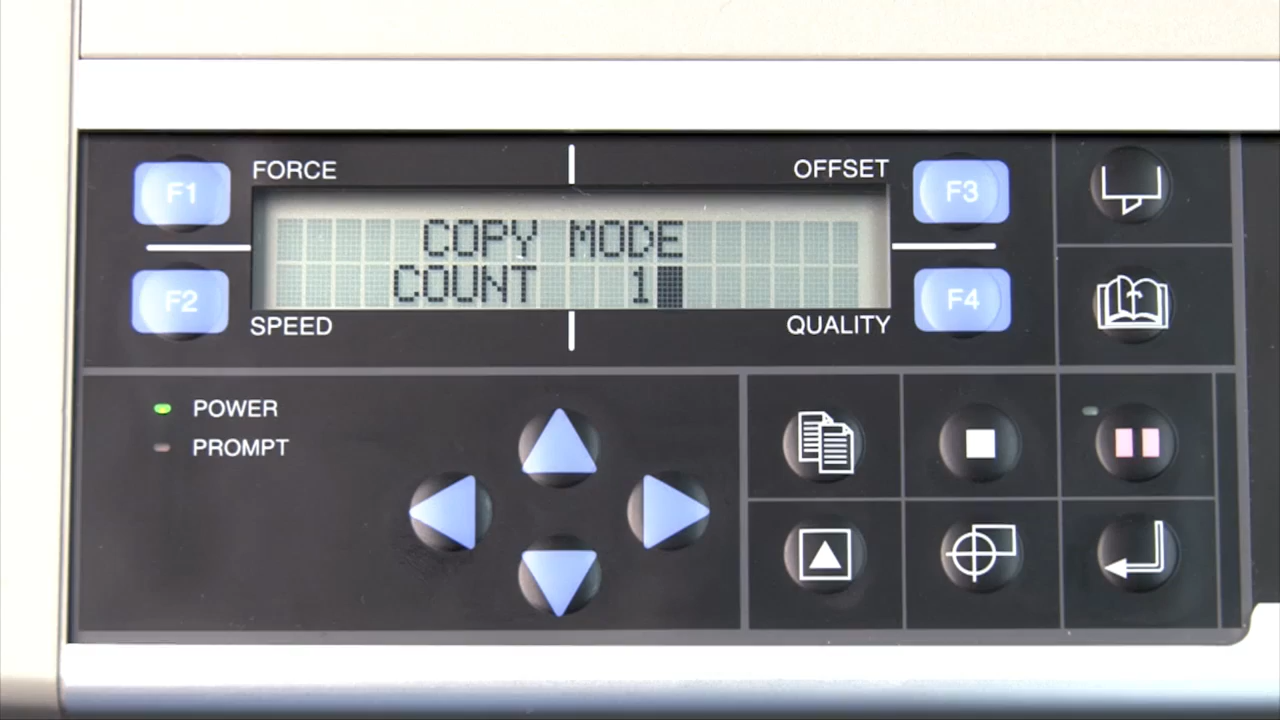 F1
FORCE
OFFSET
F3
COPY MODE
COUNT 1
F2
SPEED
QUALITY
F4
POWER
PROMPT